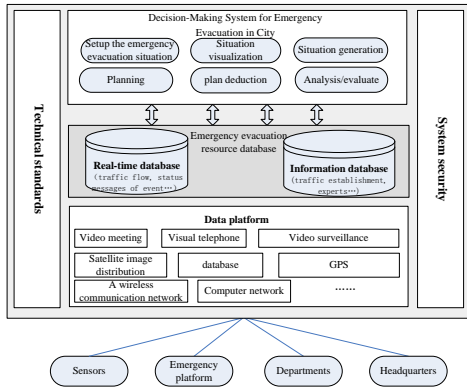 Decision-Making System for Emergency
Evacuation in City
Setup the emergency
evacuation situation
Situation
visualization
Situation generation
Planning
plan deduction
Analysis/evaluate
Technical standards
System security
Emergency evacuation
resource database
Real-time database
(traffic flow, status
messages of event…)
Information database
(traffic establishment,
experts…)
Data platform
Video meeting
Visual telephone
Video surveillance
Satellite image
distribution
database
GPS
A wireless
communication network
Computer network
……
Sensors
Emergency
platform
Departments
Headquarters